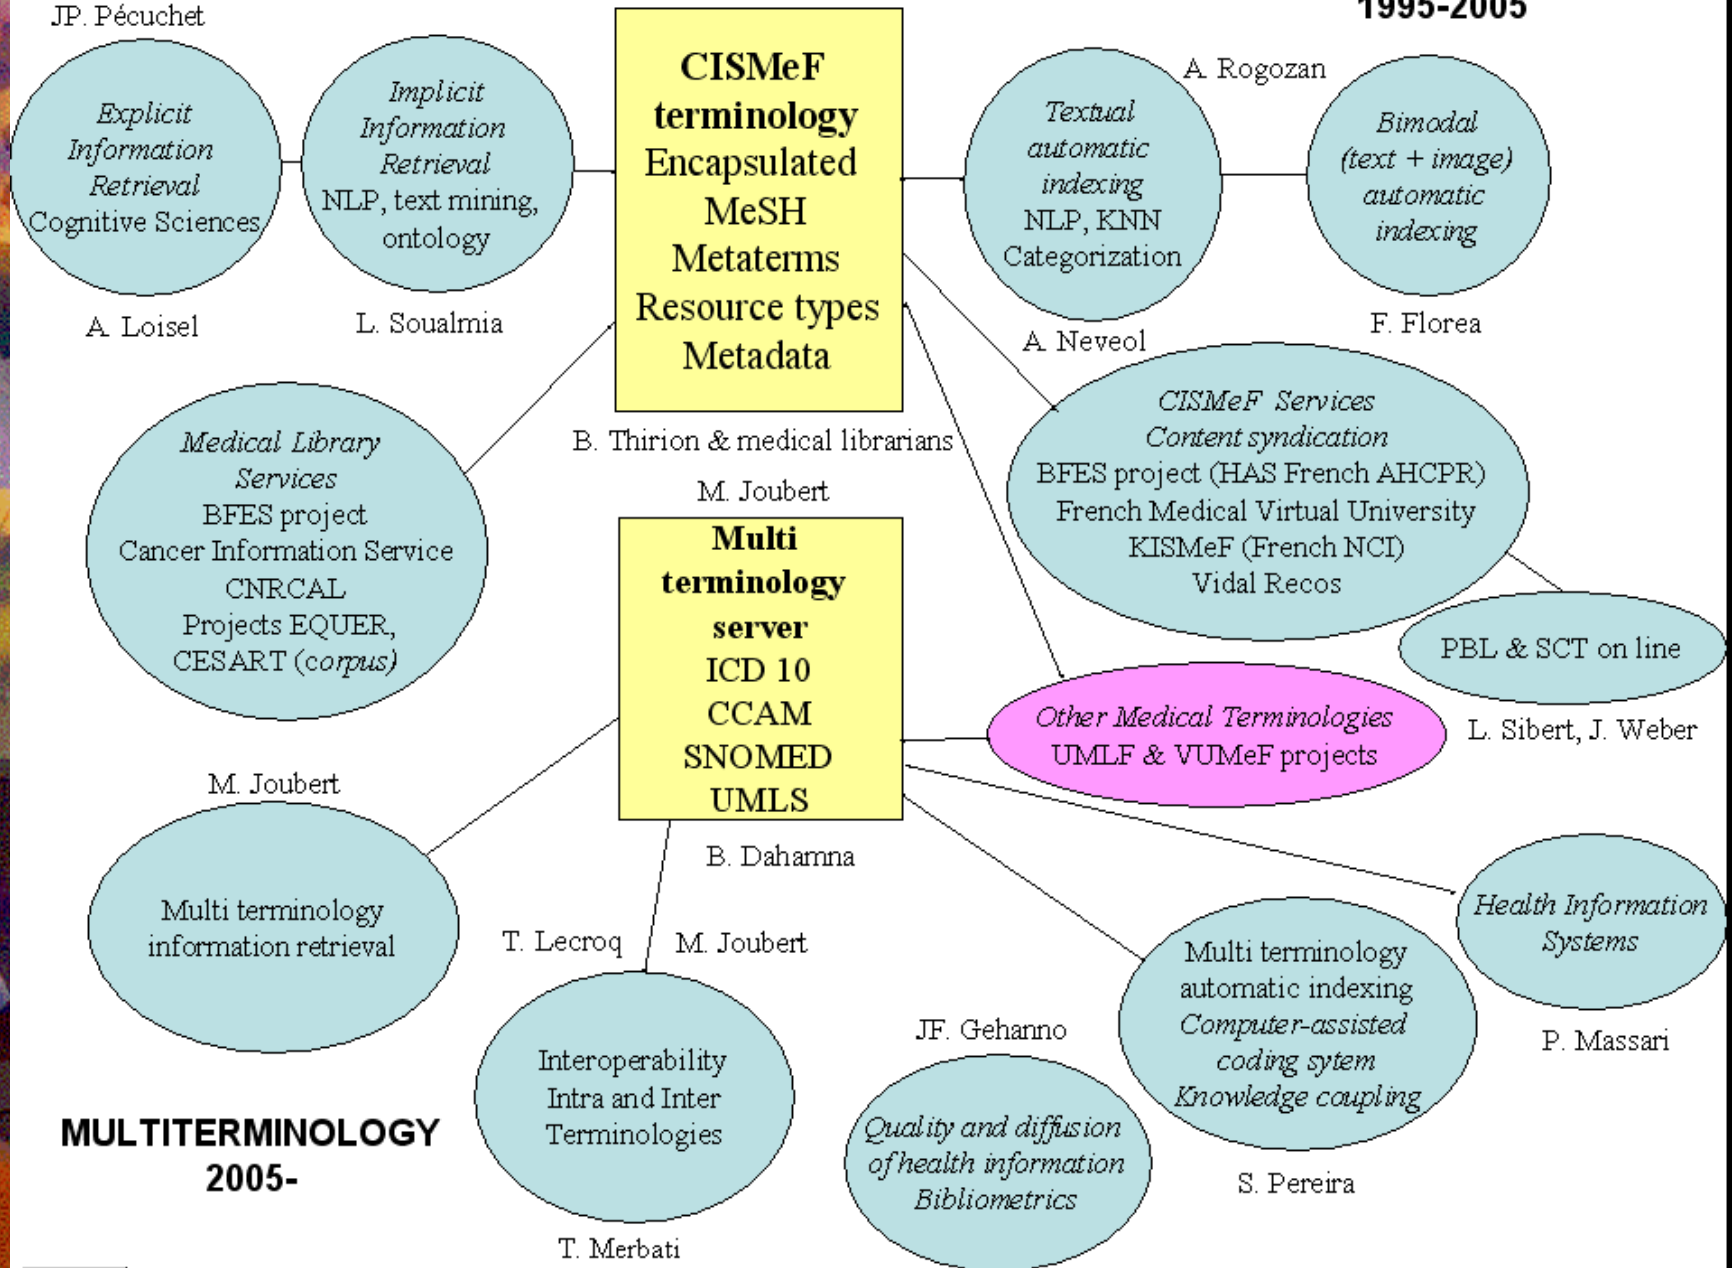 JP. Pécuchet
1995-2005
Explicit
Information
Retrieval
Cognitive Sciences
A. Loisel
Implicit
Information
Retrieval
NLP, text mining,
ontology
L. Soualmia
CISMeF
terminology
Encapsulated
MeSH
Metaterms
Resource types
Metadata
B. Thirion & medical librarians
A. Rogozan
Textual
automatic
indexing
NLP, KNN
Categorization
A. Neveol
Bimodal
(text + image)
automatic
indexing
F. Florea
Medical Library
Services
BFES project
Cancer Information Service
CNRCAL
Projects EQUER,
CESART (corpus)
CISMeF Services
Content syndication
BFES project (HAS French AHCPR)
French Medical Virtual University
KISMeF (French NCI)
Vidal Recos
PBL & SCT on line
L. Sibert, J. Weber
M. Joubert
Multi
terminology
server
ICD 10
CCAM
SNOMED
UMLS
B. Dahamna
Other Medical Terminologies
UMLF & VUMeF projects
M. Joubert
Multi terminology
information retrieval
T. Lecroq
M. Joubert
Interoperability
Intra and Inter
Terminologies
T. Merbati
JF. Gehanno
Quality and diffusion
of health information
Bibliometrics
Multi terminology
automatic indexing
Computer-assisted
coding sytem
Knowledge coupling
S. Pereira
Health Information
Systems
P. Massari
MULTITERMINOLOGY
2005-